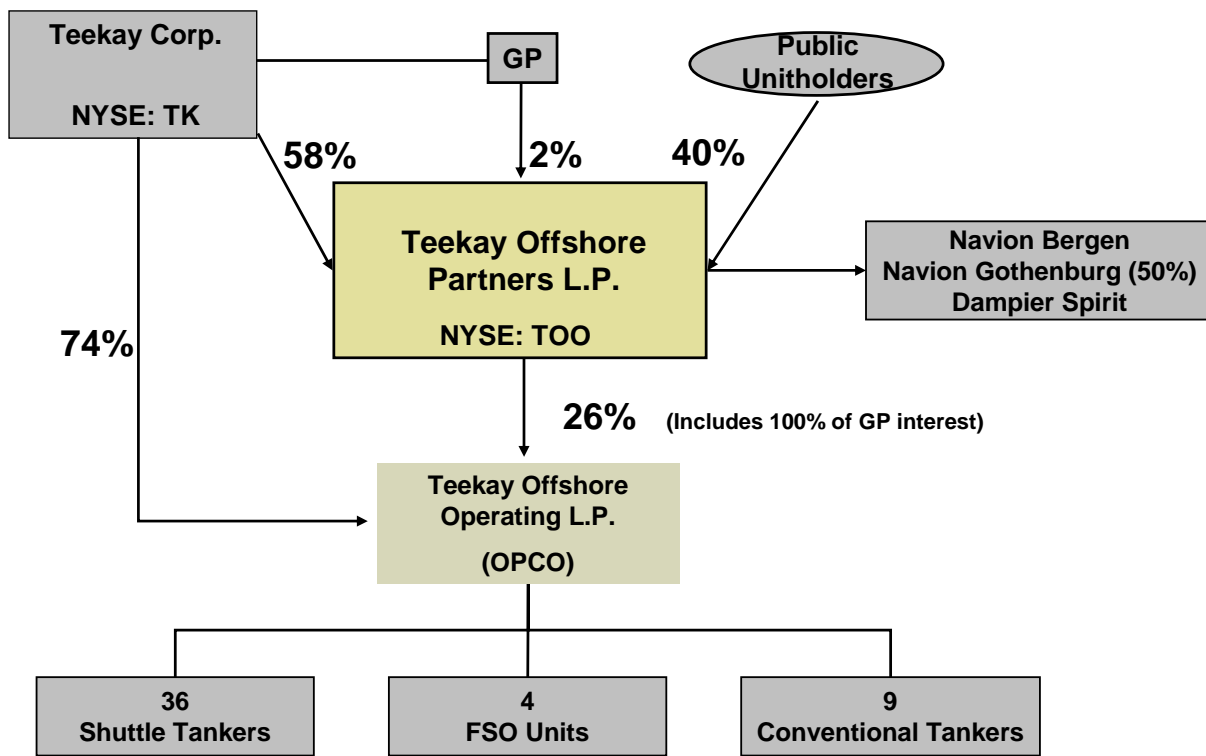 Teekay Corp.
NYSE: TK
GP
Public
Unitholders
58%
2%
40%
Teekay Offshore
Partners L.P.
NYSE: TOO
Navion Bergen
Navion Gothenburg (50%)
Dampier Spirit
74%
26% (Includes 100% of GP interest)
Teekay Offshore
Operating L.P.
(OPCO)
36
Shuttle Tankers
4
FSO Units
9
Conventional Tankers